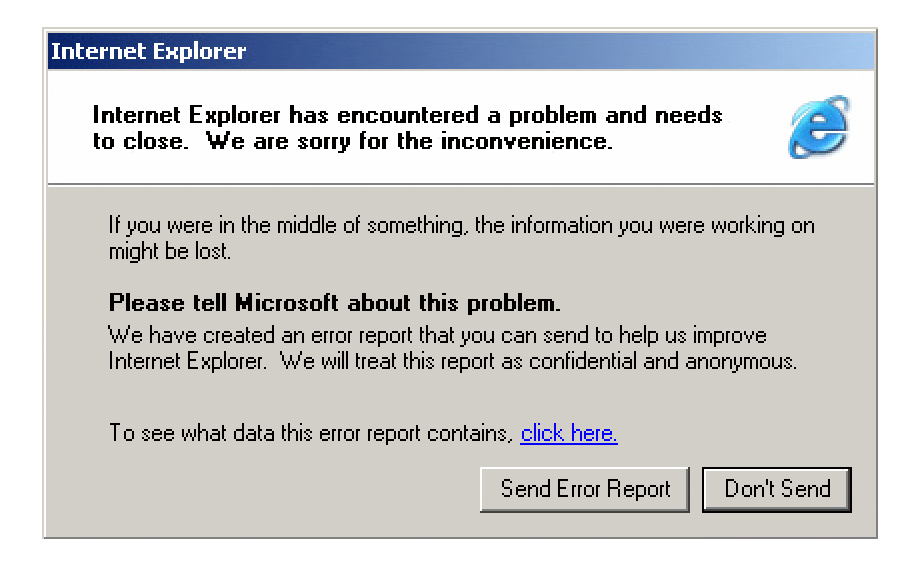 Internet Explorer
Internet Explorer has encountered a problem and needs
to close.  We are sorry for the inconvenience.
If you were in the middle of something, the information you were working on
might be lost.
Please tell Microsoft about this problem.
We have created an error report that you can send to help us improve
Internet Explorer.  We will treat this report as confidential and anonymous.
To see what data this error report contains, click here.
Send Error Report Don't Send